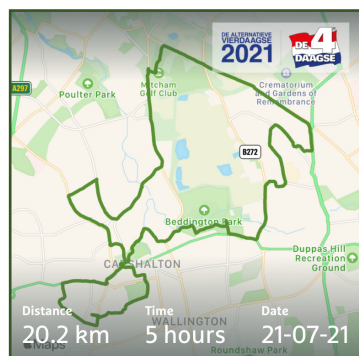 DE ALTERNATIEVE
VIERDAAGSE
2021
DE 4
DAAGSE
A297
Poulter Park
Mitcham
Golf Club
Crematorium
and Gardens of
Remembrance
B272
Beddington Park
Duppas Hill
Recreation
Ground
CARSHALTON
WALLINGTON
Distance
20.2 km
Time
5 hours
Date
21-07-21
Maps
Roundshaw Park